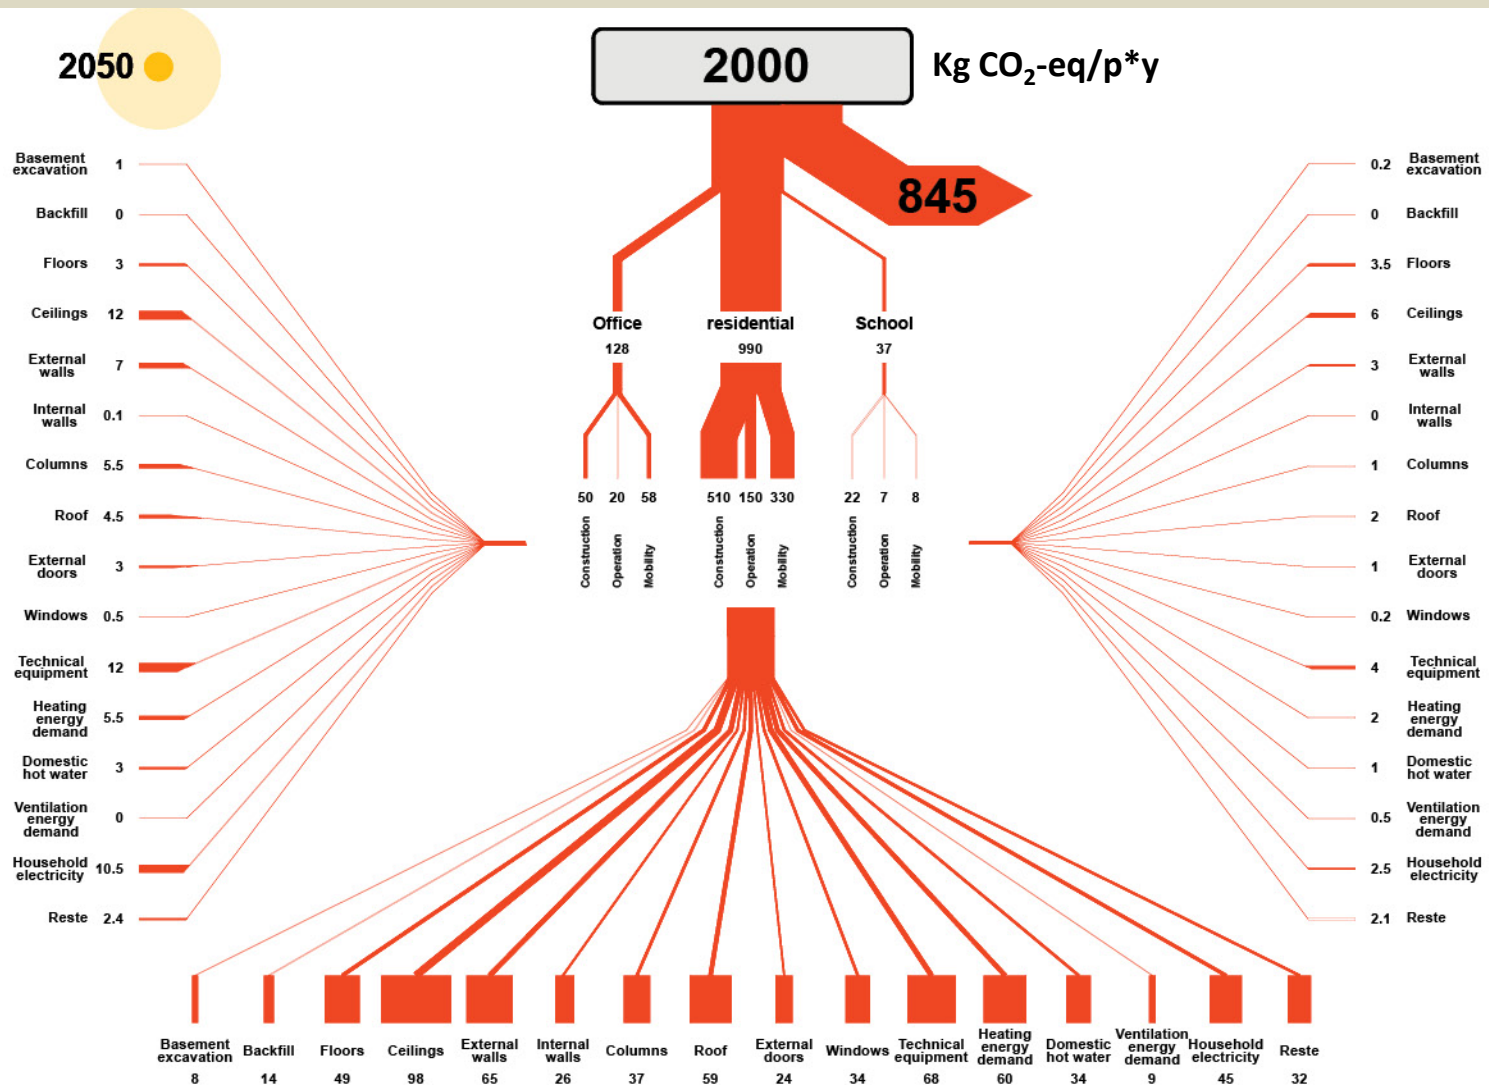 2050
2000
Kg CO₂-eq/p*y
845
Office
128
residential
990
School
37
50
20
58
510
150
330
22
7
8
Construction
Operation
Mobility
Construction
Operation
Mobility
Construction
Operation
Mobility
Basement
excavation
1
Backfill
0
Floors
3
Ceilings
12
External
walls
7
Internal
walls
0.1
Columns
5.5
Roof
4.5
External
doors
3
Windows
0.5
Technical
equipment
12
Heating
energy
demand
5.5
Domestic
hot water
3
Ventilation
energy
demand
0
Household
electricity
10.5
Reste
2.4
0.2
Basement
excavation
0
Backfill
3.5
Floors
6
Ceilings
3
External
walls
0
Internal
walls
1
Columns
2
Roof
1
External
doors
0.2
Windows
4
Technical
equipment
2
Heating
energy
demand
1
Domestic
hot water
0.5
Ventilation
energy
demand
2.5
Household
electricity
2.1
Reste
Basement
excavation
8
Backfill
14
Floors
49
Ceilings
98
External
walls
65
Internal
walls
26
Columns
37
Roof
59
External
doors
24
Windows
34
Technical
equipment
68
Heating
energy
demand
60
Domestic
hot water
34
Ventilation
energy
demand
9
Household
electricity
45
Reste
32